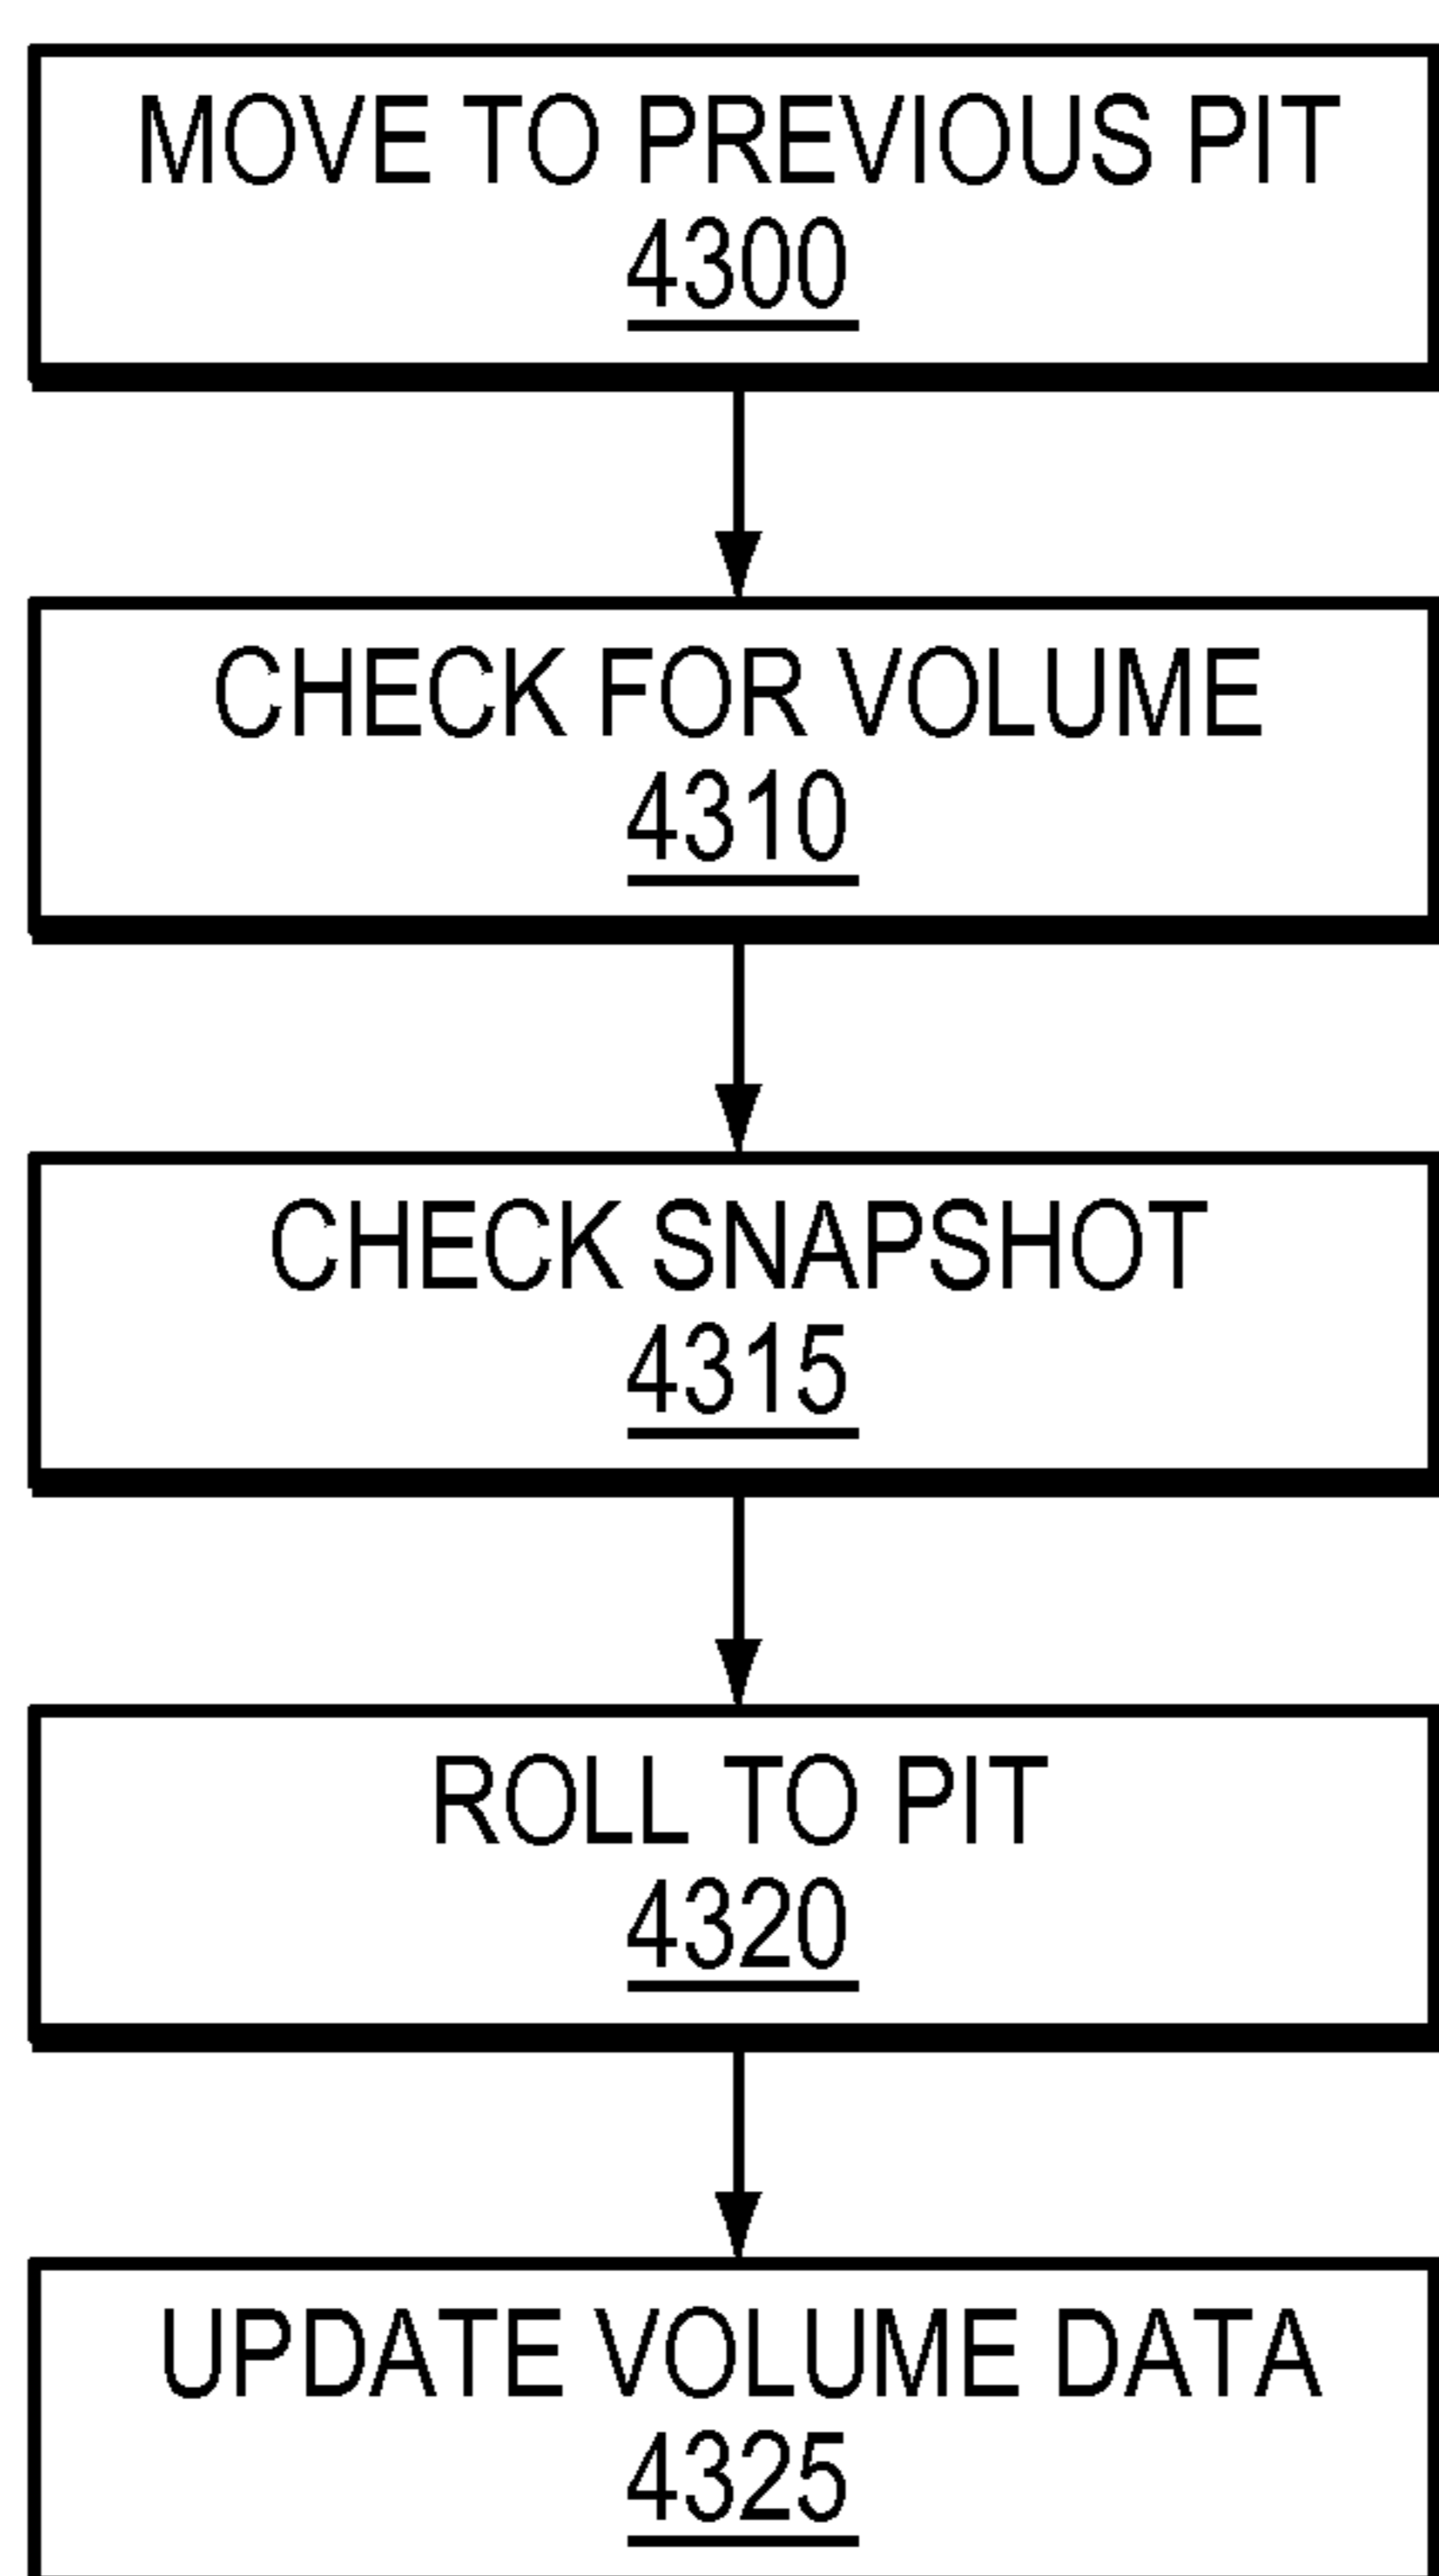 MOVE TO PREVIOUS PIT
4300
CHECK FOR VOLUME
4310
CHECK SNAPSHOT
4315
ROLL TO PIT
4320
UPDATE VOLUME DATA
4325